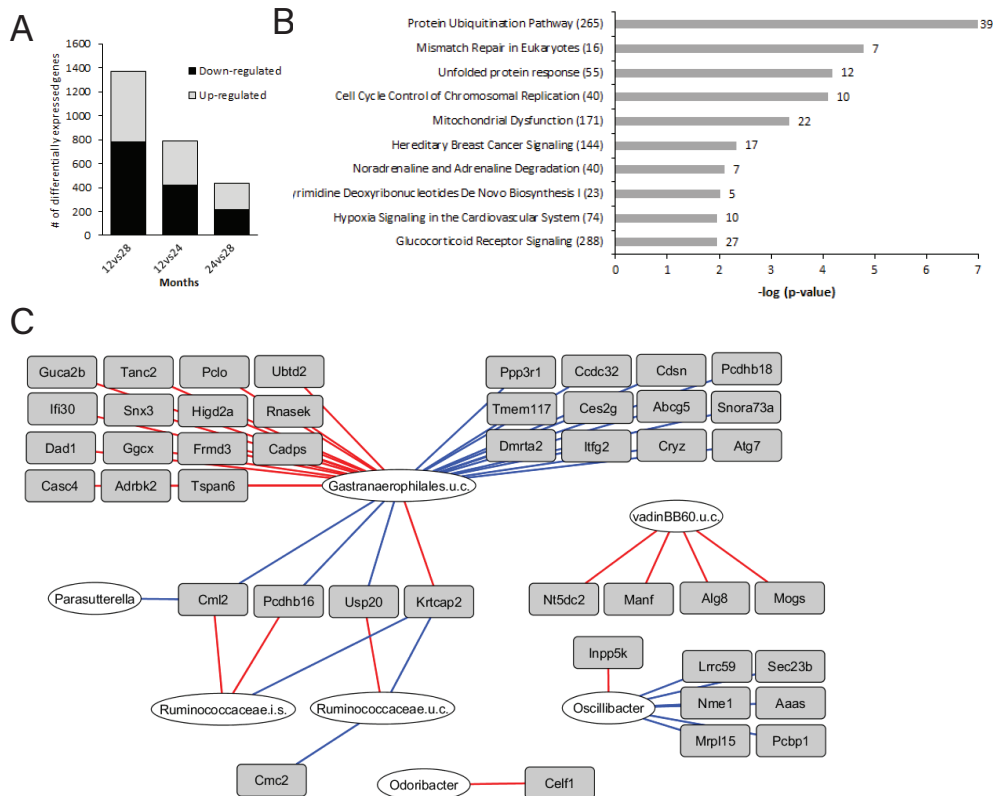 A
# of differentially expressed genes
1600
1400
1200
1000
800
600
400
200
0
Down-regulated
Up-regulated
12vs28
12vs24
24vs28
Months
B
Protein Ubiquitination Pathway (265)
39
Mismatch Repair in Eukaryotes (16)
7
Unfolded protein response (55)
12
Cell Cycle Control of Chromosomal Replication (40)
10
Mitochondrial Dysfunction (171)
22
Hereditary Breast Cancer Signaling (144)
17
Noradrenaline and Adrenaline Degradation (40)
7
yrimidine Deoxyribonucleotides De Novo Biosynthesis I (23)
5
Hypoxia Signaling in the Cardiovascular System (74)
10
Glucocorticoid Receptor Signaling (288)
27
0 1 2 3 4 5 6 7
-log (p-value)
C
Guca2b Tanc2 Pclo Ubtd2
Ifi30 Snx3 Higd2a Rnasek
Dad1 Ggcx Frmd3 Cadps
Casc4 Adrbk2 Tspan6
Ppp3r1 Ccdc32 Cdsn Pcdhb18
Tmem117 Ces2g Abcg5 Snora73a
Dmrta2 Itfg2 Cryz Atg7
Gastranaerophilales.u.c.
vadinBB60.u.c.
Parasutterella Cml2 Pcdhb16 Usp20 Krtcap2
Nt5dc2 Manf Alg8 Mogs
Ruminococcaceae.i.s. Ruminococcaceae.u.c.
Inpp5k
Lrrc59 Sec23b
Oscillibacter Nme1 Aaas
Mrpl15 Pcbp1
Cmc2 Odoribacter Celf1